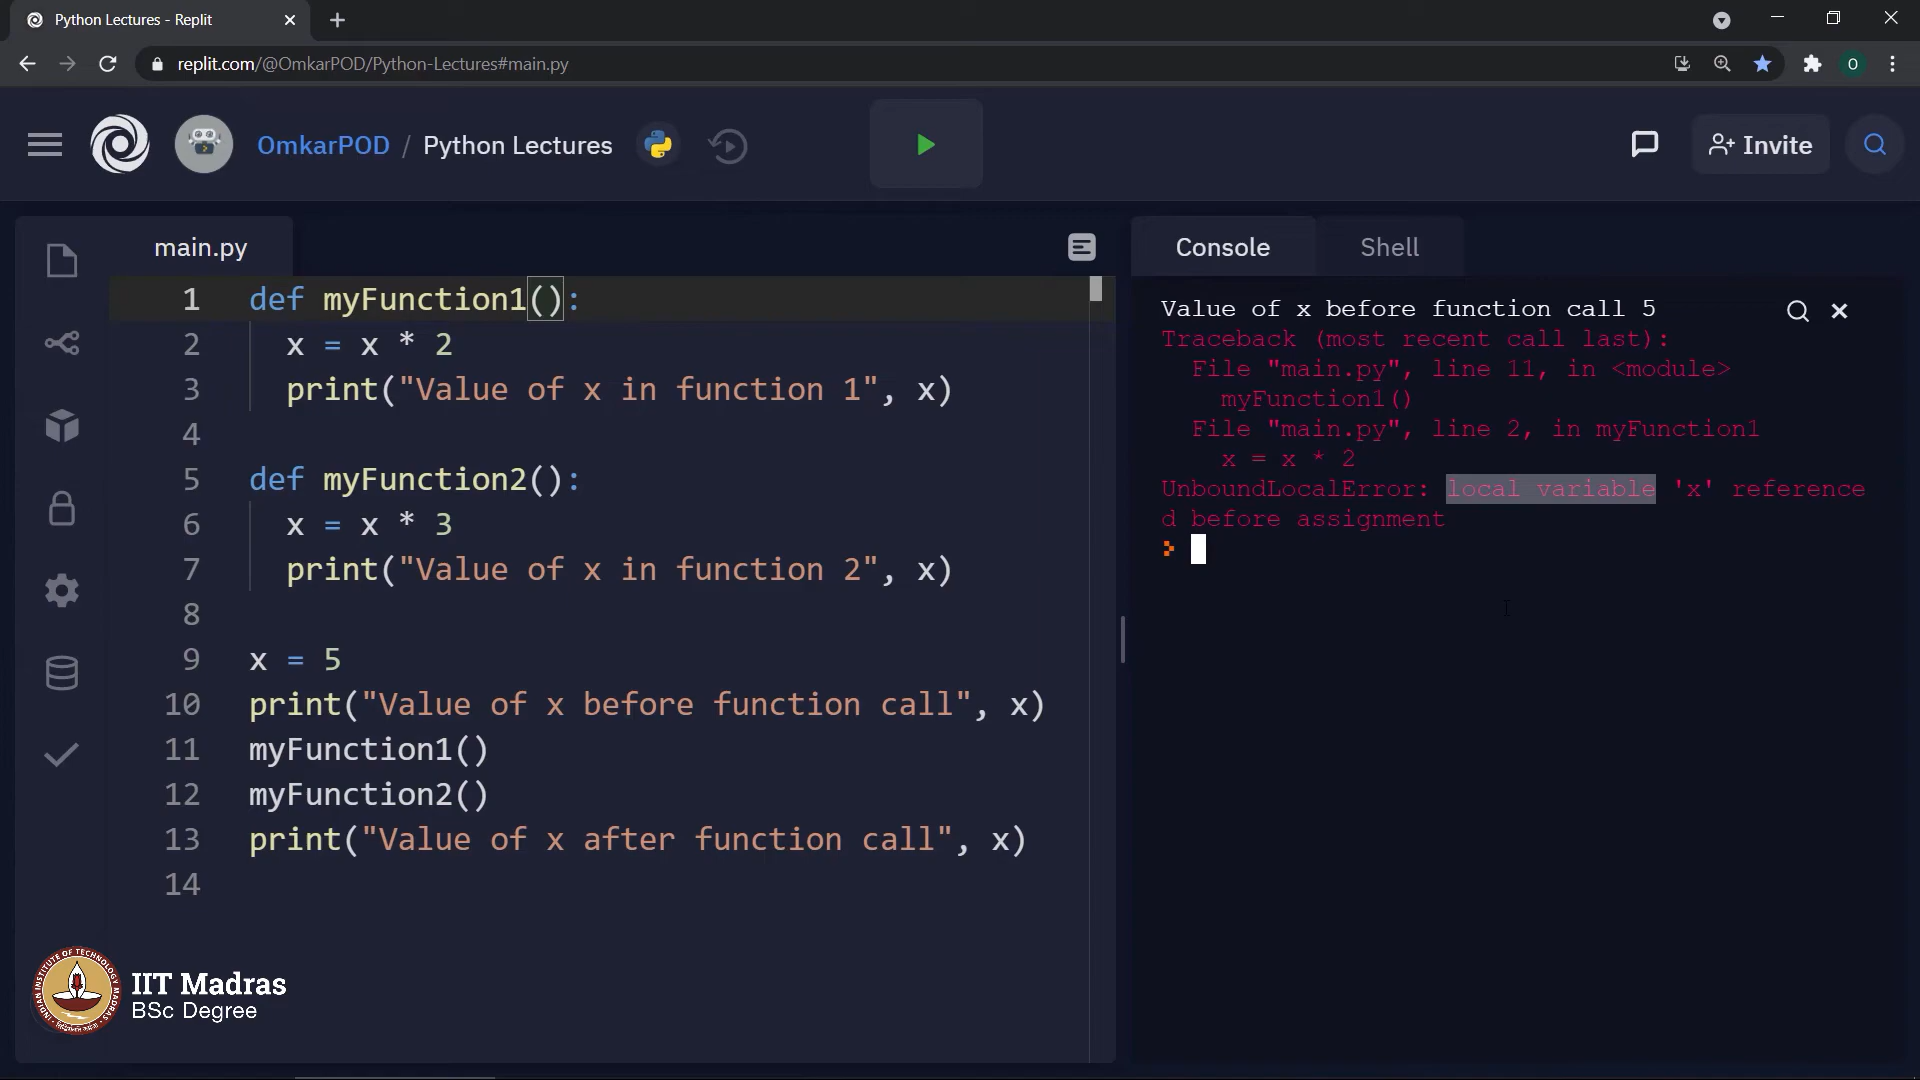 Python Lectures - Replit
replit.com/@OmkarPOD/Python-Lectures#main.py
O
OmkarPOD / Python Lectures
Invite
main.py
1 def myFunction1():
2 x = x * 2
3 print("Value of x in function 1", x)
4
5 def myFunction2():
6 x = x * 3
7 print("Value of x in function 2", x)
8
9 x = 5
10 print("Value of x before function call", x)
11 myFunction1()
12 myFunction2()
13 print("Value of x after function call", x)
14
Console Shell
Value of x before function call 5
Traceback (most recent call last):
File "main.py", line 11, in <module>
myFunction1()
File "main.py", line 2, in myFunction1
x = x * 2
UnboundLocalError: local variable 'x' reference
d before assignment
IIT Madras
BSc Degree